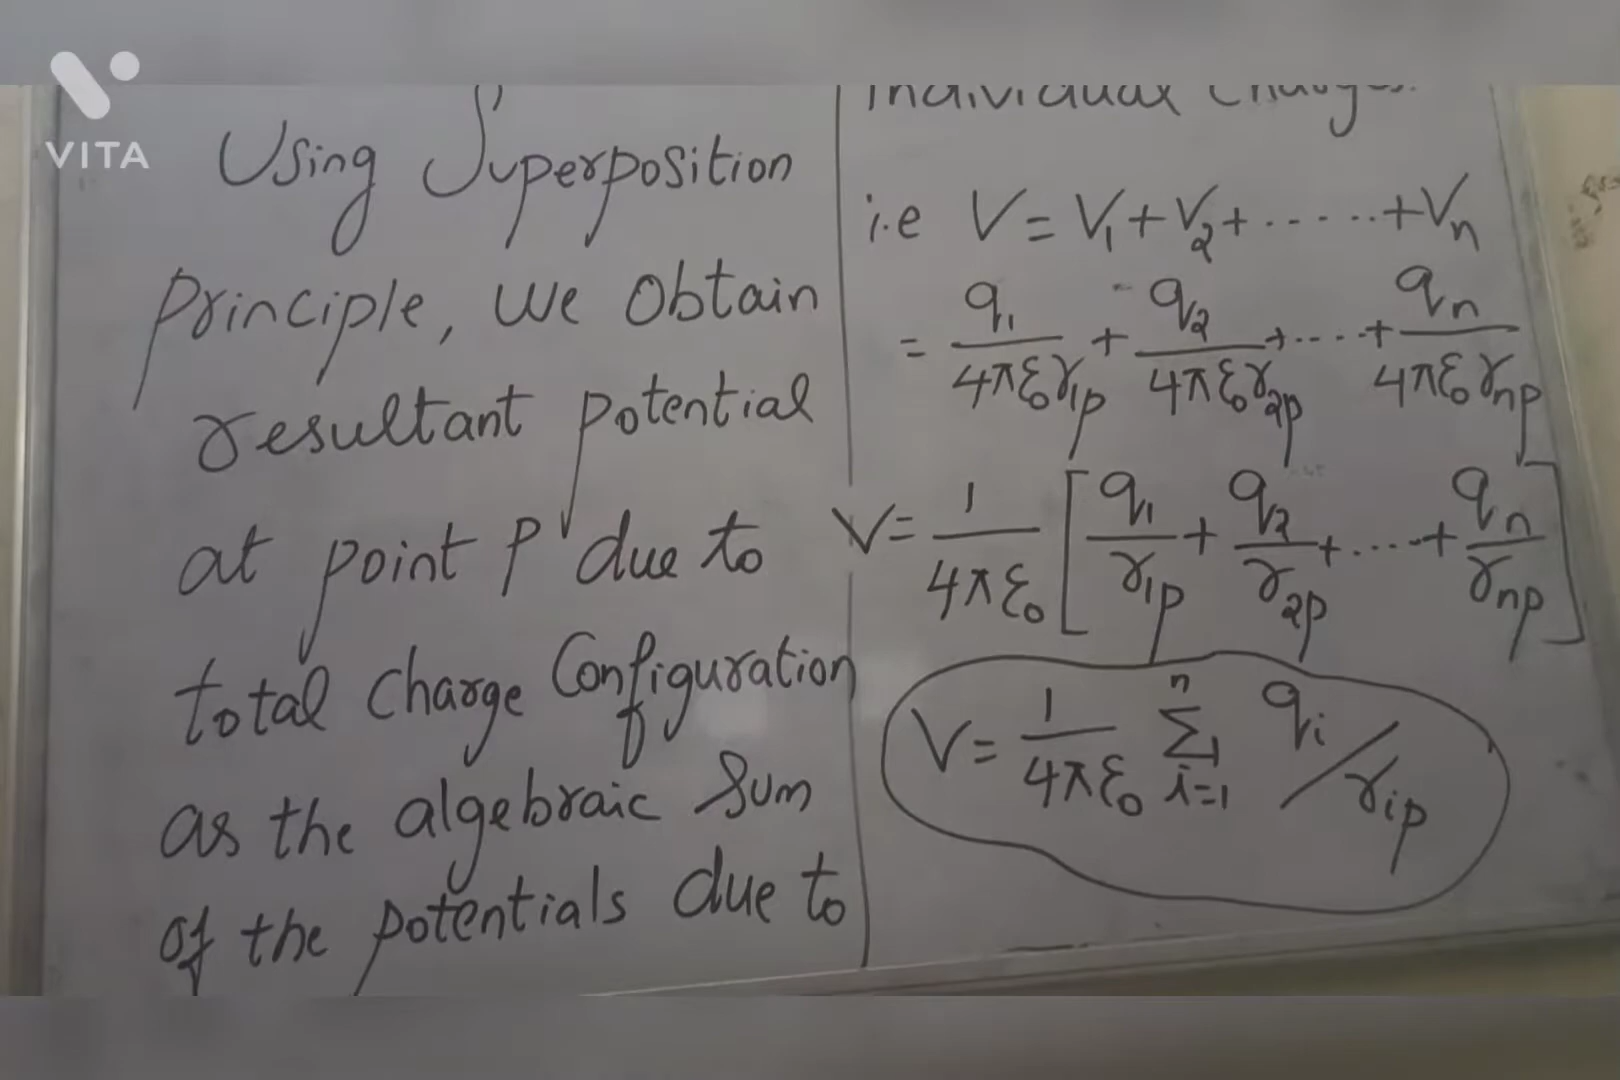 VITA
Using Superposition
principle, we obtain
resultant potential
at point P due to
total charge Configuration
as the algebraic Sum
of the potentials due to
individual charges.
i.e V = V₁ + V₂ + ...... + Vₙ
= q₁/4πε₀r₁ₚ + q₂/4πε₀r₂ₚ + .... + qₙ/4πε₀rₙₚ
V = 1/4πε₀ [q₁/r₁ₚ + q₂/r₂ₚ + ..... + qₙ/rₙₚ]
V = 1/4πε₀ Σⁿᵢ₌₁ qᵢ/rᵢₚ